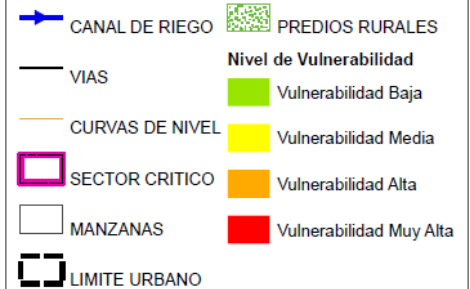 CANAL DE RIEGO
VIAS
CURVAS DE NIVEL
SECTOR CRITICO
MANZANAS
LIMITE URBANO
PREDIOS RURALES
Nivel de Vulnerabilidad
Vulnerabilidad Baja
Vulnerabilidad Media
Vulnerabilidad Alta
Vulnerabilidad Muy Alta